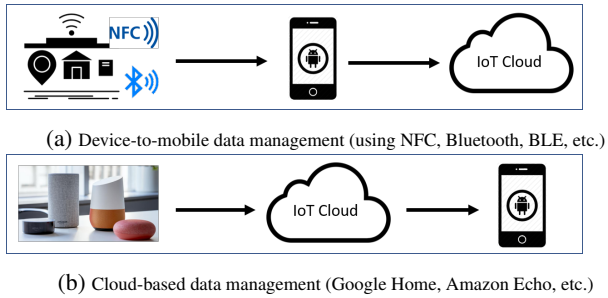 NFC
IoT Cloud
(a) Device-to-mobile data management (using NFC, Bluetooth, BLE, etc.)
IoT Cloud
(b) Cloud-based data management (Google Home, Amazon Echo, etc.)